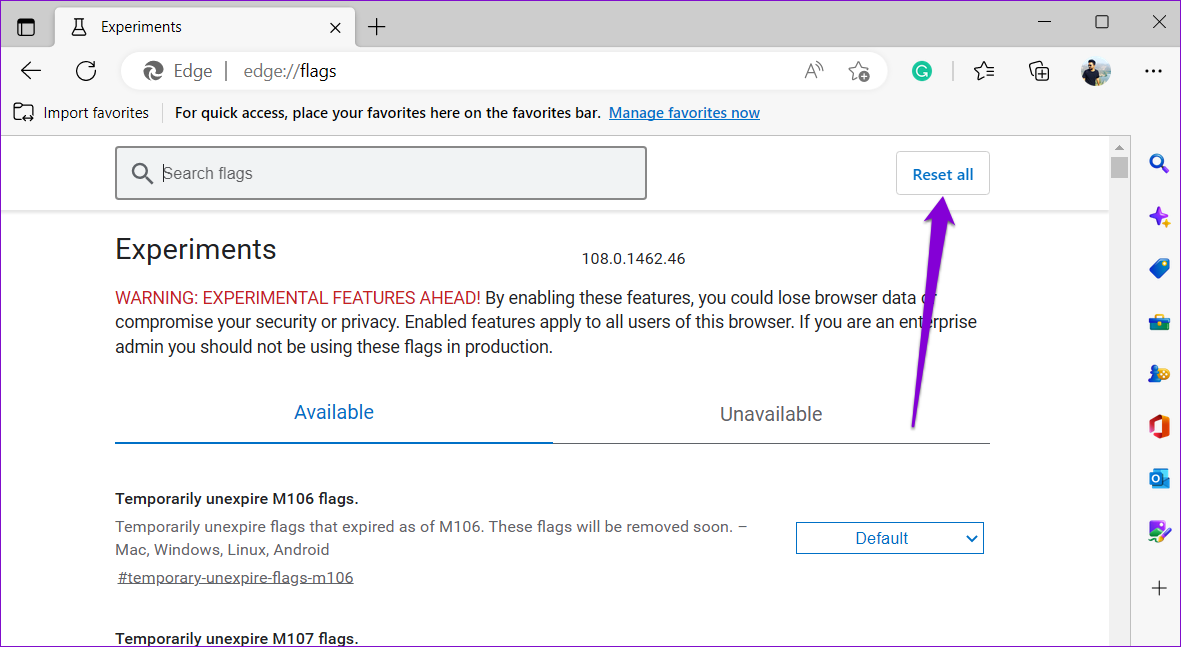 Experiments
Edge | edge://flags
Import favorites For quick access, place your favorites here on the favorites bar. Manage favorites now
Search flags
Reset all
Experiments
108.0.1462.46
WARNING: EXPERIMENTAL FEATURES AHEAD! By enabling these features, you could lose browser data or
compromise your security or privacy. Enabled features apply to all users of this browser. If you are an enterprise
admin you should not be using these flags in production.
Available
Unavailable
Temporarily unexpire M106 flags.
Temporarily unexpire flags that expired as of M106. These flags will be removed soon. –
Mac, Windows, Linux, Android
Default
#temporary-unexpire-flags-m106
Temporarily unexpire M107 flags.